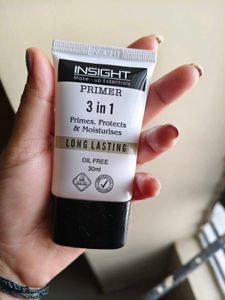 INSIGHT
Make-up Essentials
PRIMER
3 in 1
Primes, Protects
& Moisturises
LONG LASTING
OIL FREE
30ml